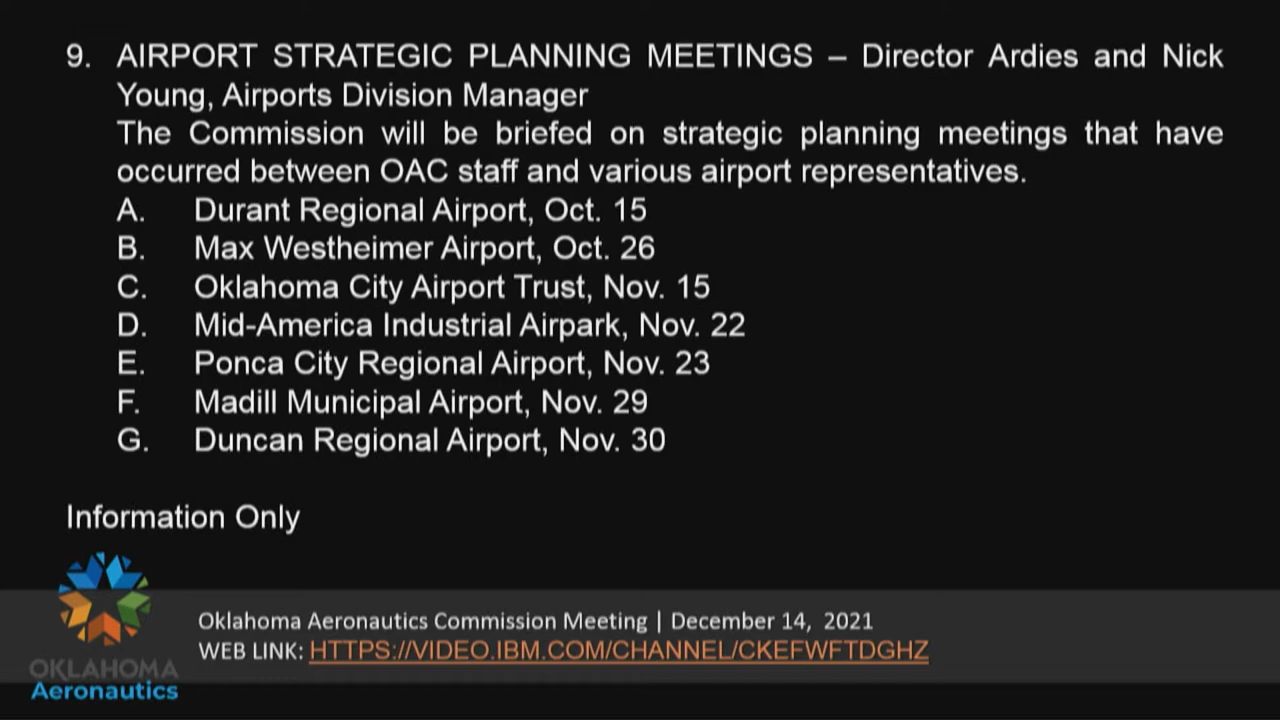 9. AIRPORT STRATEGIC PLANNING MEETINGS – Director Ardies and Nick
Young, Airports Division Manager
The Commission will be briefed on strategic planning meetings that have
occurred between OAC staff and various airport representatives.
A. Durant Regional Airport, Oct. 15
B. Max Westheimer Airport, Oct. 26
C. Oklahoma City Airport Trust, Nov. 15
D. Mid-America Industrial Airpark, Nov. 22
E. Ponca City Regional Airport, Nov. 23
F. Madill Municipal Airport, Nov. 29
G. Duncan Regional Airport, Nov. 30
Information Only
Oklahoma Aeronautics Commission Meeting | December 14, 2021
WEB LINK: HTTPS://VIDEO.IBM.COM/CHANNEL/CKEFWFTDGHZ
OKLAHOMA
Aeronautics